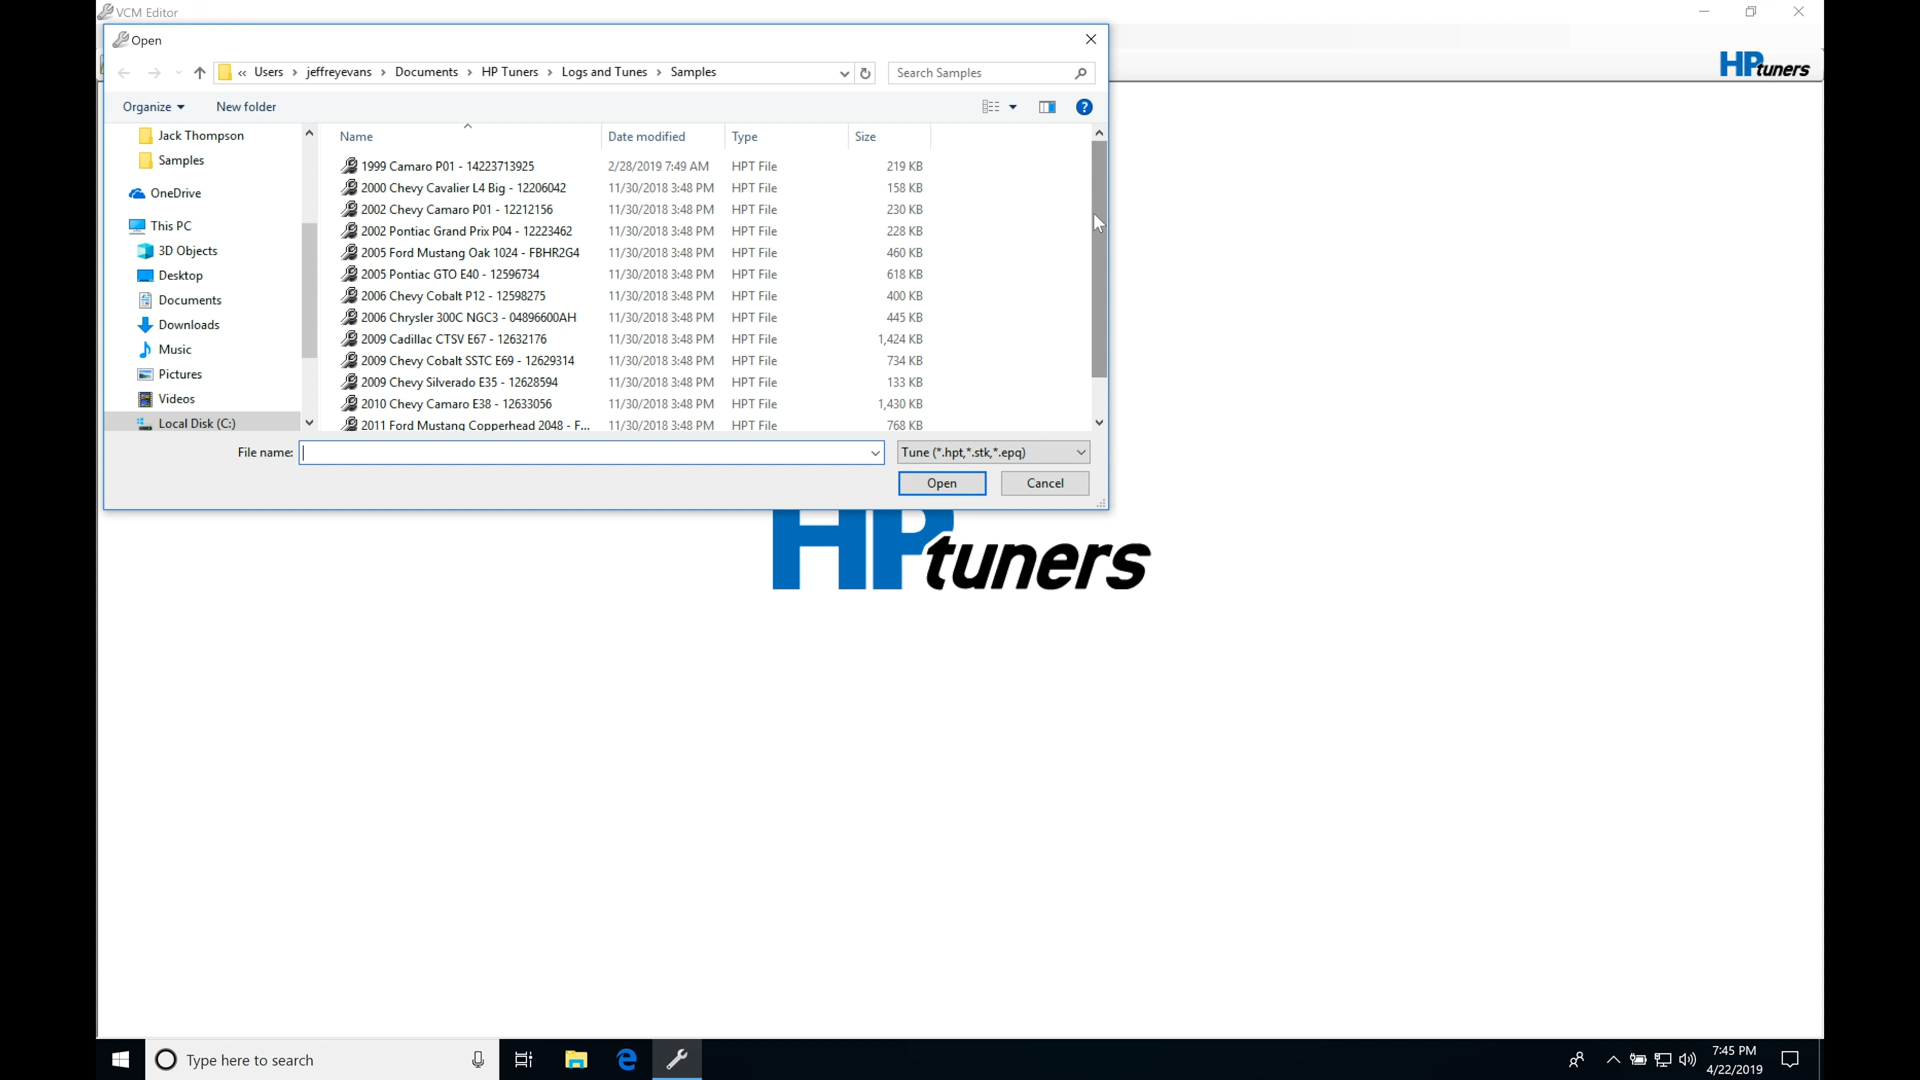 VCM Editor
Open
« Users › jeffreyevans › Documents › HP Tuners › Logs and Tunes › Samples
Search Samples
HPtuners
Organize
New folder
Jack Thompson
Samples
OneDrive
This PC
3D Objects
Desktop
Documents
Downloads
Music
Pictures
Videos
Local Disk (C:)
Name Date modified Type Size
1999 Camaro P01 - 14223713925 2/28/2019 7:49 AM HPT File 219 KB
2000 Chevy Cavalier L4 Big - 12206042 11/30/2018 3:48 PM HPT File 158 KB
2002 Chevy Camaro P01 - 12212156 11/30/2018 3:48 PM HPT File 230 KB
2002 Pontiac Grand Prix P04 - 12223462 11/30/2018 3:48 PM HPT File 228 KB
2005 Ford Mustang Oak 1024 - FBHR2G4 11/30/2018 3:48 PM HPT File 460 KB
2005 Pontiac GTO E40 - 12596734 11/30/2018 3:48 PM HPT File 618 KB
2006 Chevy Cobalt P12 - 12598275 11/30/2018 3:48 PM HPT File 400 KB
2006 Chrysler 300C NGC3 - 04896600AH 11/30/2018 3:48 PM HPT File 445 KB
2009 Cadillac CTSV E67 - 12632176 11/30/2018 3:48 PM HPT File 1,424 KB
2009 Chevy Cobalt SSTC E69 - 12629314 11/30/2018 3:48 PM HPT File 734 KB
2009 Chevy Silverado E35 - 12628594 11/30/2018 3:48 PM HPT File 133 KB
2010 Chevy Camaro E38 - 12633056 11/30/2018 3:48 PM HPT File 1,430 KB
2011 Ford Mustang Copperhead 2048 - F... 11/30/2018 3:48 PM HPT File 768 KB
File name:
Tune (*.hpt,*.stk,*.epq)
Open
Cancel
HPtuners
Type here to search
7:45 PM
4/22/2019